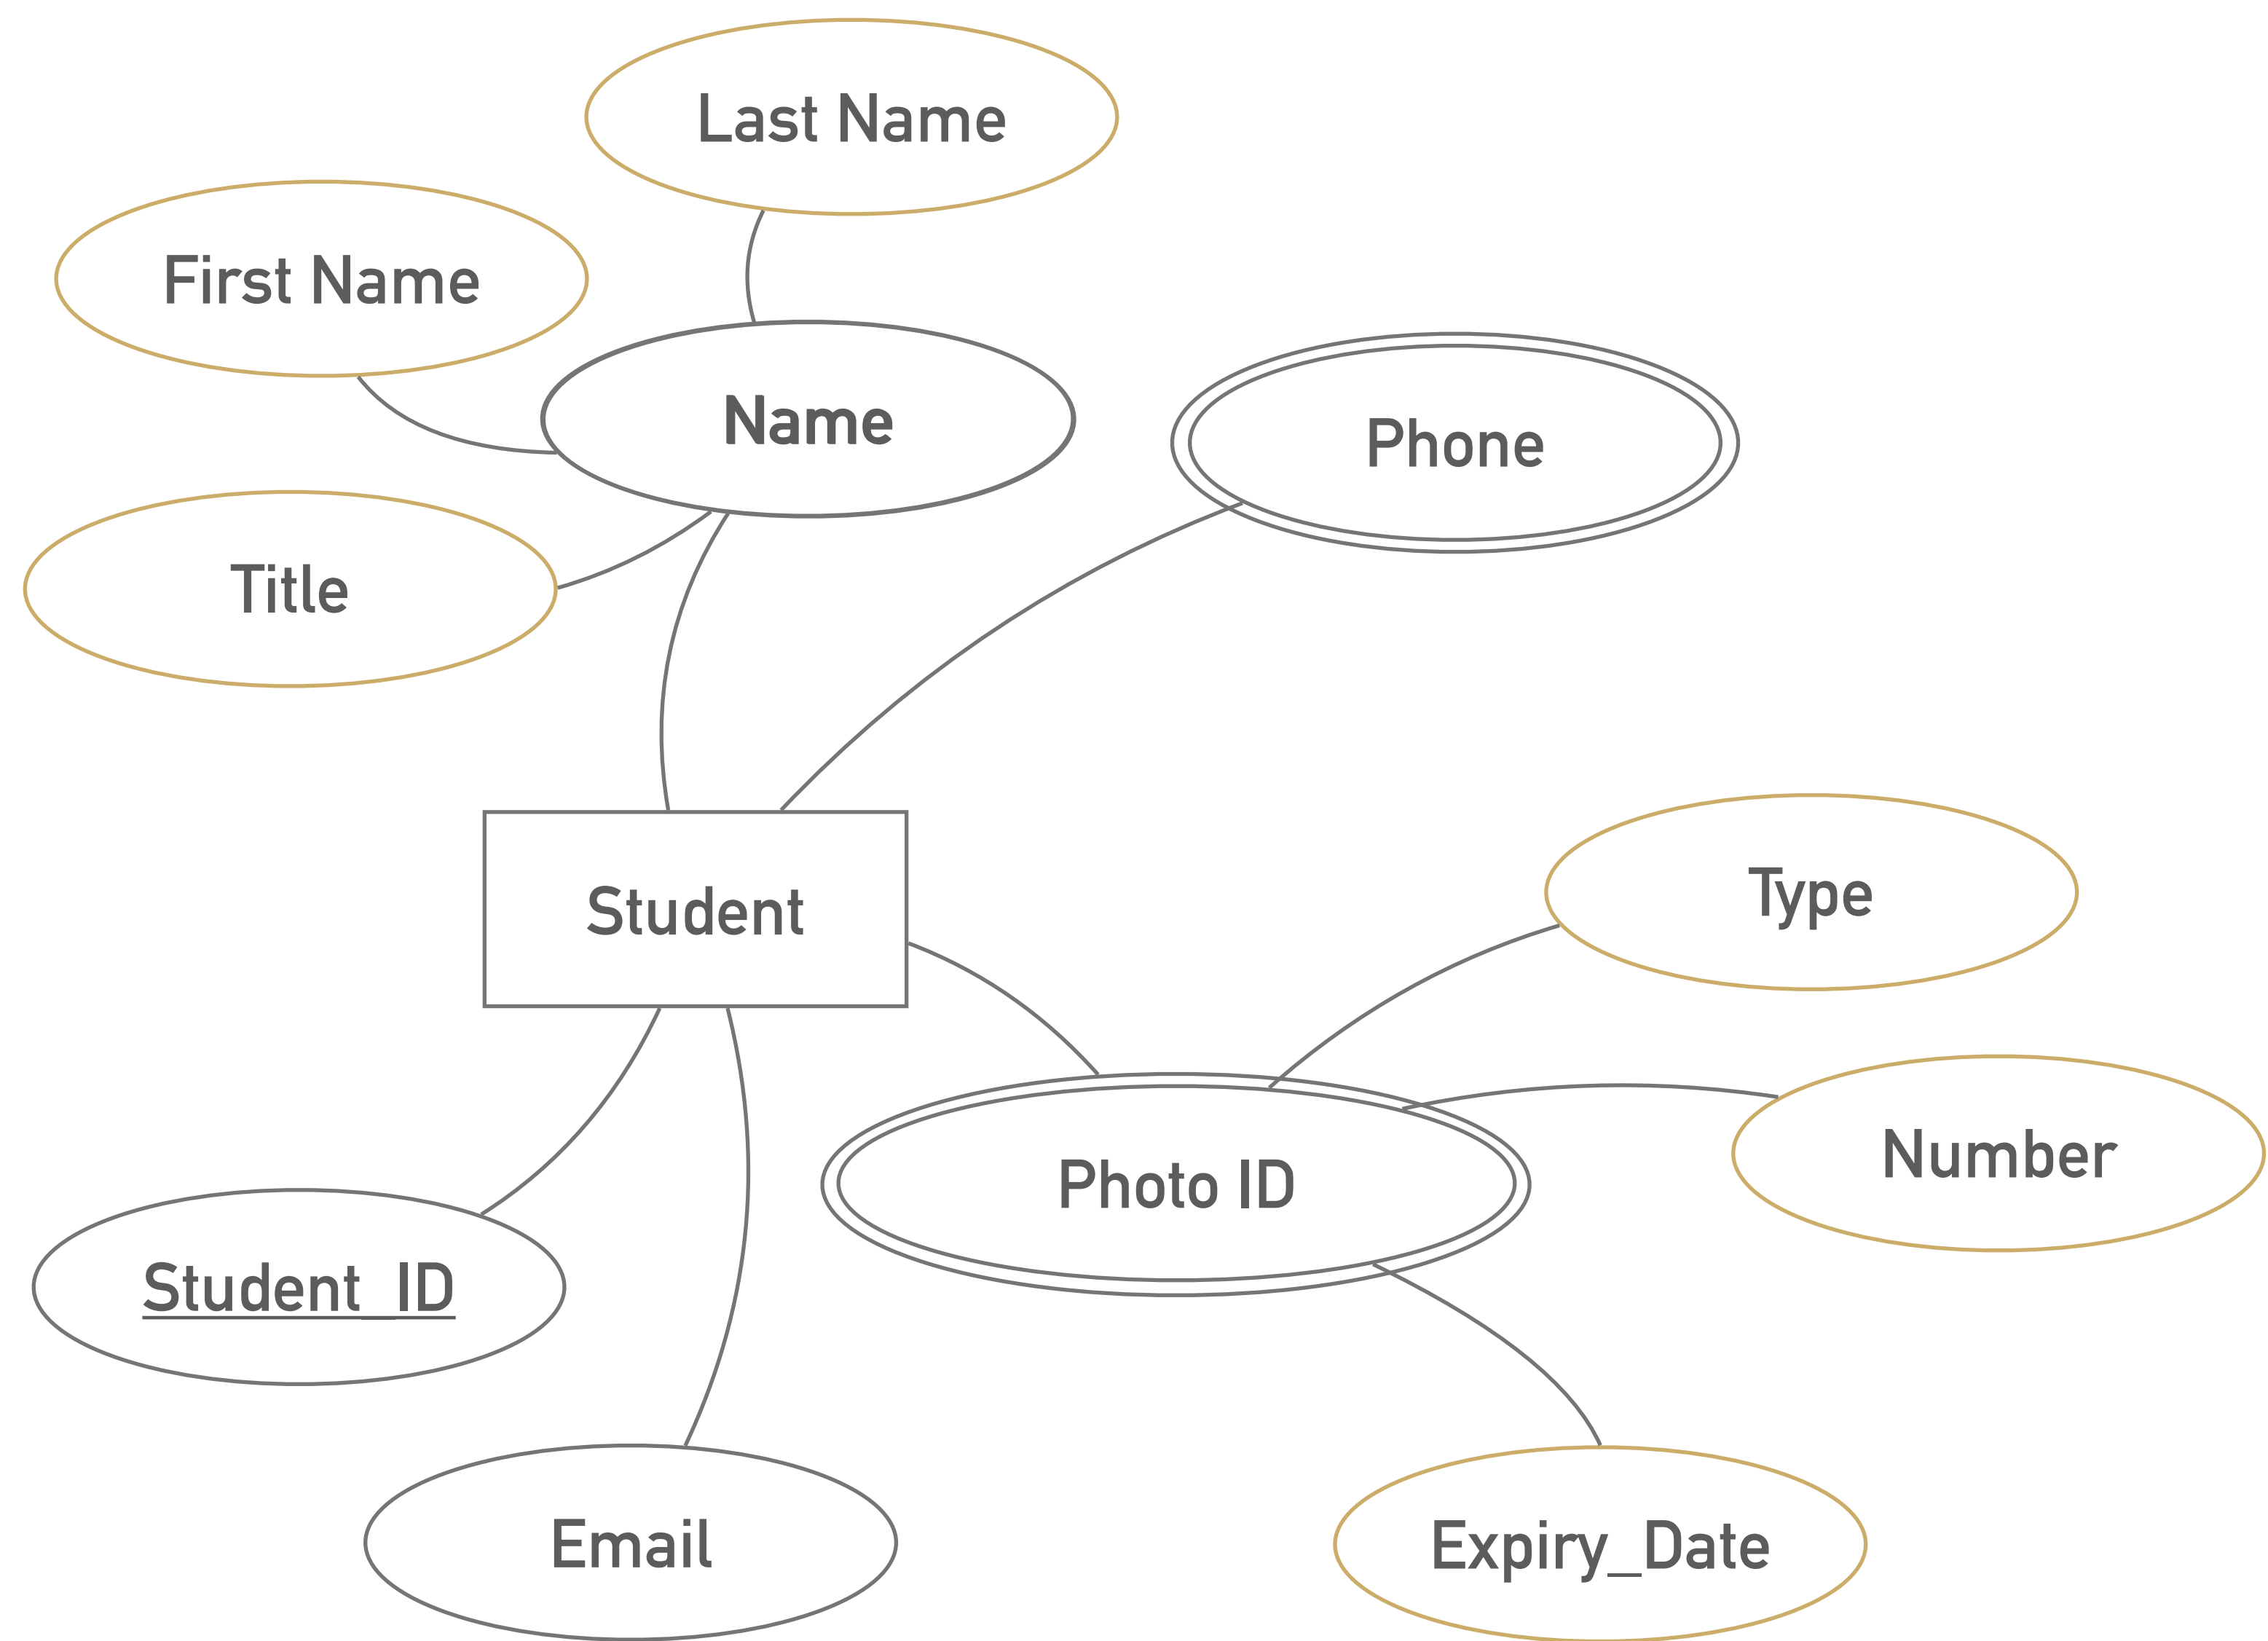 Last Name
First Name
Name
Phone
Title
Type
Student
Number
Photo ID
Student_ID
Email
Expiry_Date